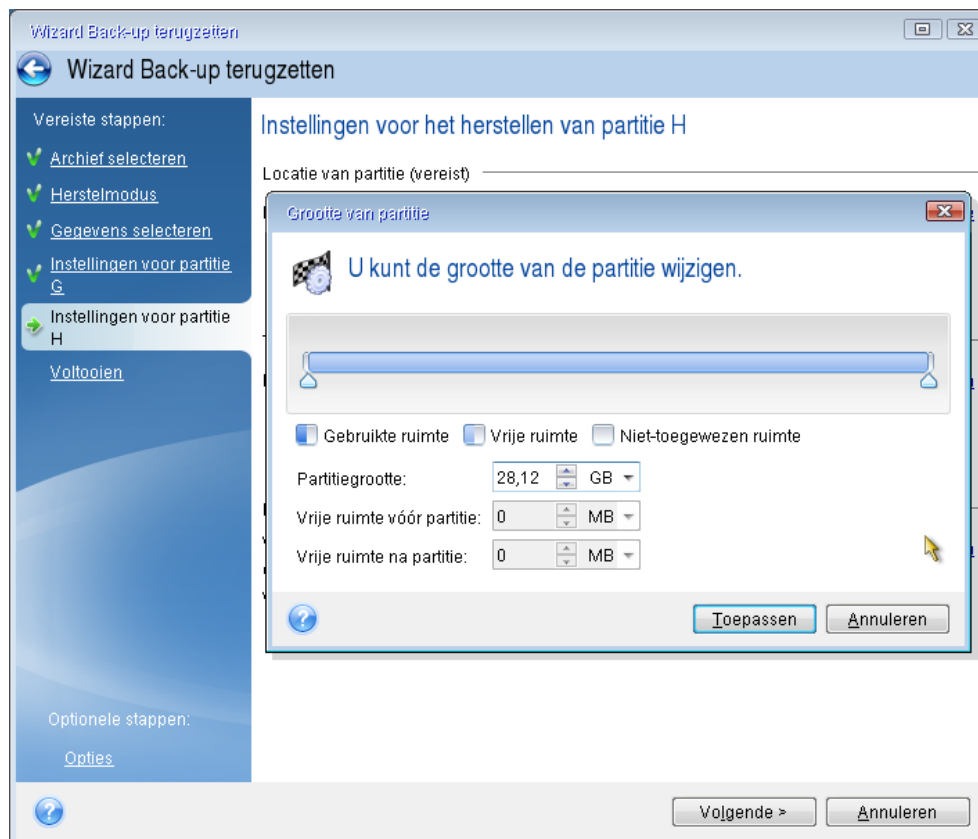 Wizard Back-up terugzetten
Wizard Back-up terugzetten
Vereiste stappen:
Archief selecteren
Herstelmodus
Gegevens selecteren
Instellingen voor partitie
G
Instellingen voor partitie
H
Voltooien
Optionele stappen:
Opties
Instellingen voor het herstellen van partitie H
Locatie van partitie (vereist)
Grootte van partitie
U kunt de grootte van de partitie wijzigen.
Gebruikte ruimte Vrije ruimte Niet-toegewezen ruimte
Partitiegrootte: 28,12 GB
Vrije ruimte vóór partitie: 0 MB
Vrije ruimte na partitie: 0 MB
Toepassen Annuleren
Volgende > Annuleren